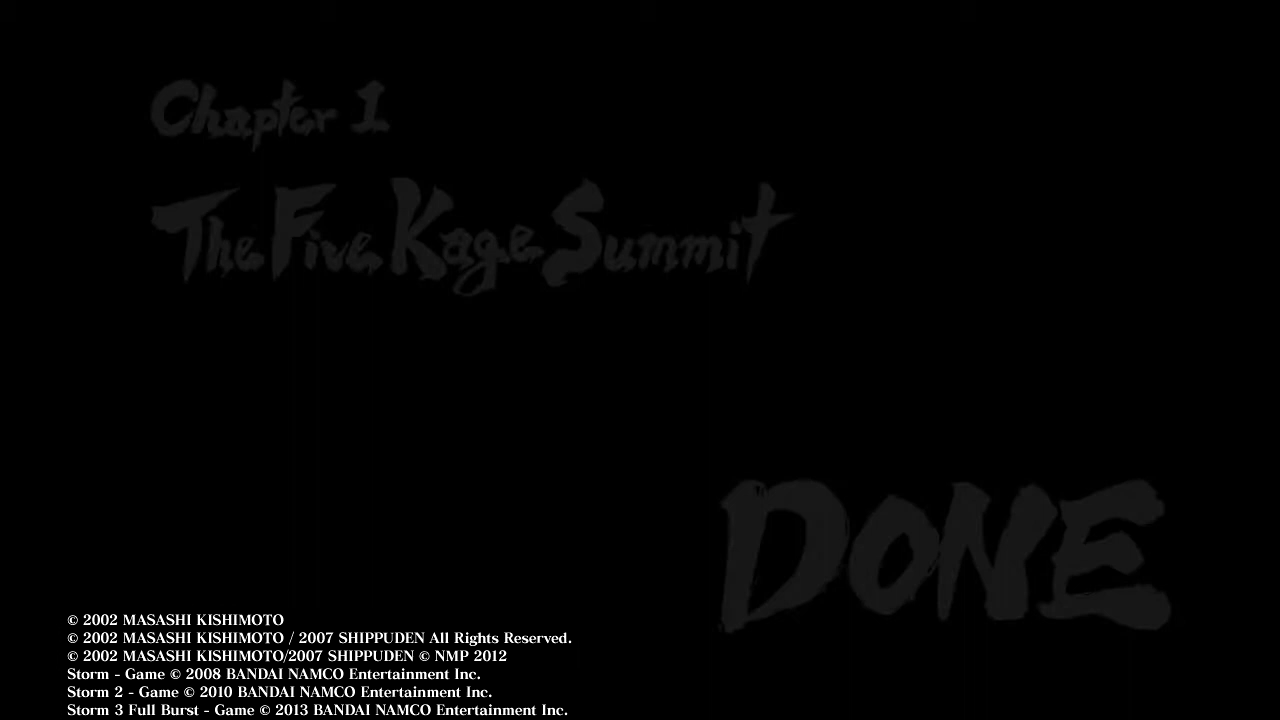 Chapter 1
The Five Kage Summit
DONE
© 2002 MASASHI KISHIMOTO
© 2002 MASASHI KISHIMOTO / 2007 SHIPPUDEN All Rights Reserved.
© 2002 MASASHI KISHIMOTO/2007 SHIPPUDEN © NMP 2012
Storm - Game © 2008 BANDAI NAMCO Entertainment Inc.
Storm 2 - Game © 2010 BANDAI NAMCO Entertainment Inc.
Storm 3 Full Burst - Game © 2013 BANDAI NAMCO Entertainment Inc.